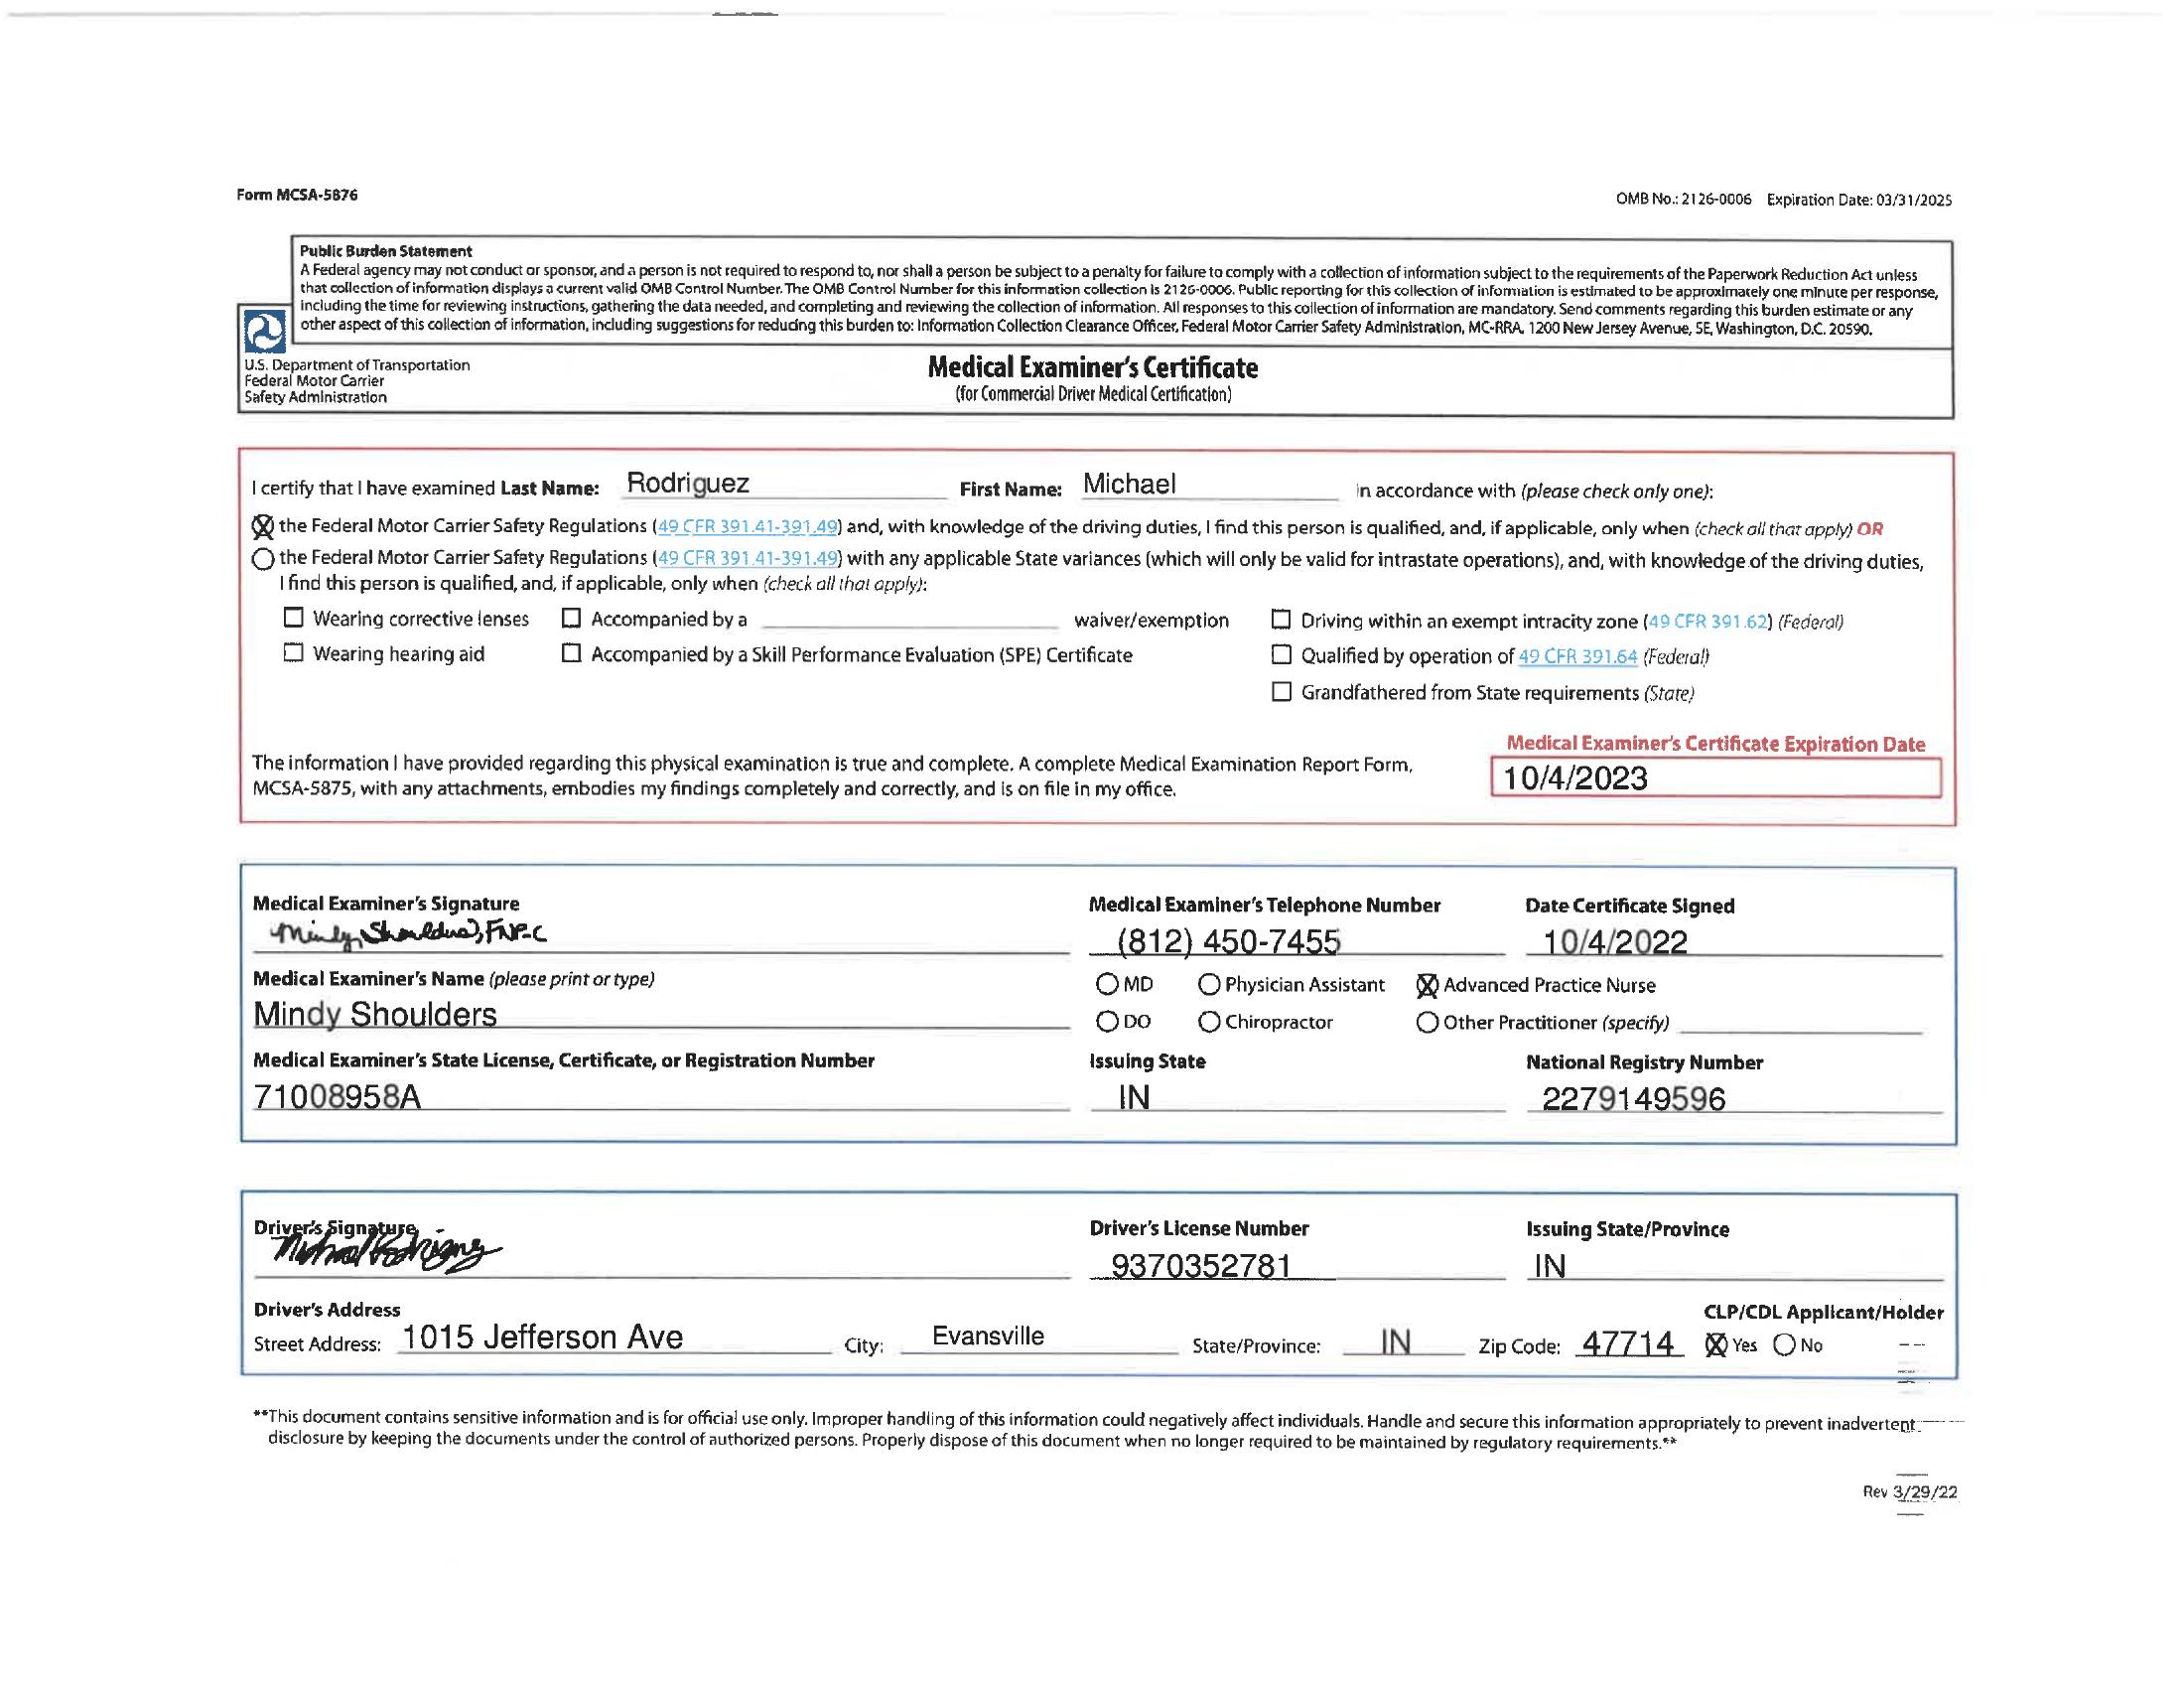 Form MCSA-5876
OMB No.: 2126-0006 Expiration Date: 03/31/2025
Public Burden Statement
A Federal agency may not conduct or sponsor, and a person is not required to respond to, nor shall a person be subject to a penalty for failure to comply with a collection of information subject to the requirements of the Paperwork Reduction Act unless
that collection of information displays a current valid OMB Control Number. The OMB Control Number for this information collection is 2126-0006. Public reporting for this collection of information is estimated to be approximately one minute per response,
including the time for reviewing instructions, gathering the data needed, and completing and reviewing the collection of information. All responses to this collection of information are mandatory. Send comments regarding this burden estimate or any
other aspect of this collection of information, including suggestions for reducing this burden to: Information Collection Clearance Officer, Federal Motor Carrier Safety Administration, MC-RRA, 1200 New Jersey Avenue, SE, Washington, D.C. 20590.
U.S. Department of Transportation
Federal Motor Carrier
Safety Administration
Medical Examiner's Certificate
(for Commercial Driver Medical Certification)
I certify that I have examined Last Name: Rodriguez First Name: Michael in accordance with (please check only one):
the Federal Motor Carrier Safety Regulations (49 CFR 391.41-391.49) and, with knowledge of the driving duties, I find this person is qualified, and, if applicable, only when (check all that apply) OR
the Federal Motor Carrier Safety Regulations (49 CFR 391.41-391.49) with any applicable State variances (which will only be valid for intrastate operations), and, with knowledge of the driving duties,
I find this person is qualified, and, if applicable, only when (check all that apply):
Wearing corrective lenses Accompanied by a waiver/exemption Driving within an exempt intracity zone (49 CFR 391.62) (Federal)
Wearing hearing aid Accompanied by a Skill Performance Evaluation (SPE) Certificate Qualified by operation of 49 CFR 391.64 (Federal)
Grandfathered from State requirements (State)
The information I have provided regarding this physical examination is true and complete. A complete Medical Examination Report Form,
MCSA-5875, with any attachments, embodies my findings completely and correctly, and is on file in my office.
Medical Examiner's Certificate Expiration Date
10/4/2023
Medical Examiner's Signature Medical Examiner's Telephone Number Date Certificate Signed
Mindy Shoulders, FNP-C (812) 450-7455 10/4/2022
Medical Examiner's Name (please print or type) MD Physician Assistant Advanced Practice Nurse
Mindy Shoulders DO Chiropractor Other Practitioner (specify)
Medical Examiner's State License, Certificate, or Registration Number Issuing State National Registry Number
71008958A IN 2279149596
Driver's Signature Driver's License Number Issuing State/Province
Michael Rodriguez 9370352781 IN
Driver's Address CLP/CDL Applicant/Holder
Street Address: 1015 Jefferson Ave City: Evansville State/Province: IN Zip Code: 47714 Yes No
**This document contains sensitive information and is for official use only. Improper handling of this information could negatively affect individuals. Handle and secure this information appropriately to prevent inadvertent
disclosure by keeping the documents under the control of authorized persons. Properly dispose of this document when no longer required to be maintained by regulatory requirements.**
Rev 3/29/22